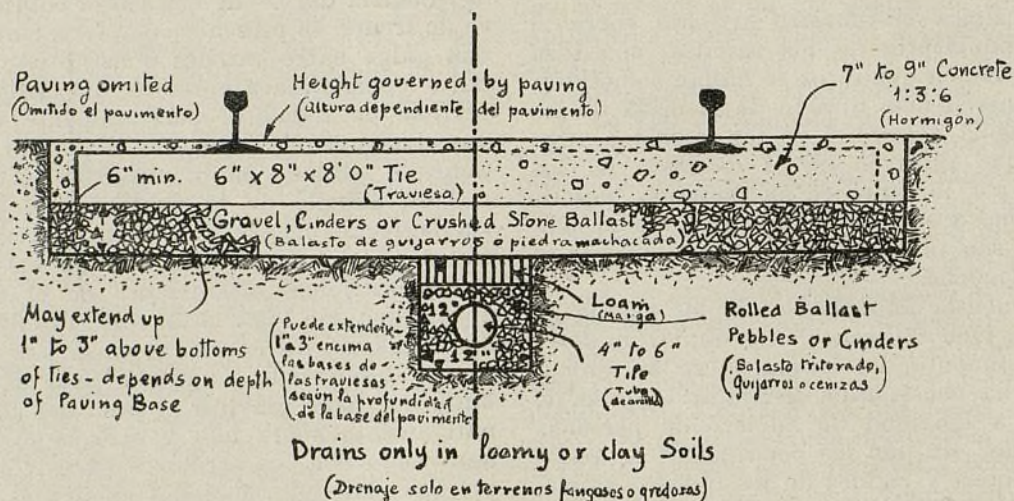 Paving omited
(Omitido el pavimento)
Height governed by paving
(Altura dependiente del pavimento)
7" to 9" Concrete
1:3:6
(Hormigón)
6" min.
6" x 8" x 8' 0" Tie
(Traviesa)
Gravel, Cinders or Crushed Stone Ballast
(Balasto de guijarros o piedra machacada)
May extend up
1" to 3" above bottoms
of Ties - depends on depth
of Paving Base
(Puede extenderse
1" a 3" encima
las bases de
las traviesas
según la profundidad
de la base del pavimento)
12"
12"
Loam
(Marga)
4" to 6"
Tile
(Tubo
de arcilla)
Rolled Ballast
Pebbles or Cinders
(Balasto triturado,
guijarros o cenizas)
Drains only in loamy or clay Soils
(Drenaje solo en terrenos fangosos o gredosos)